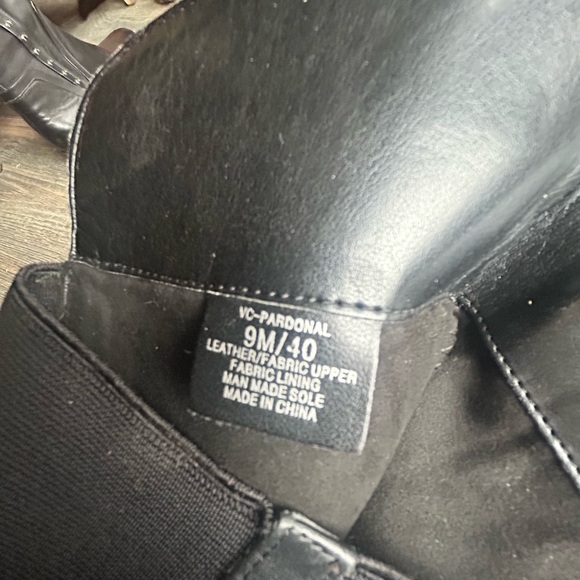 VC-PARDONAL
9M/40
LEATHER/FABRIC UPPER
FABRIC LINING
MAN MADE SOLE
MADE IN CHINA